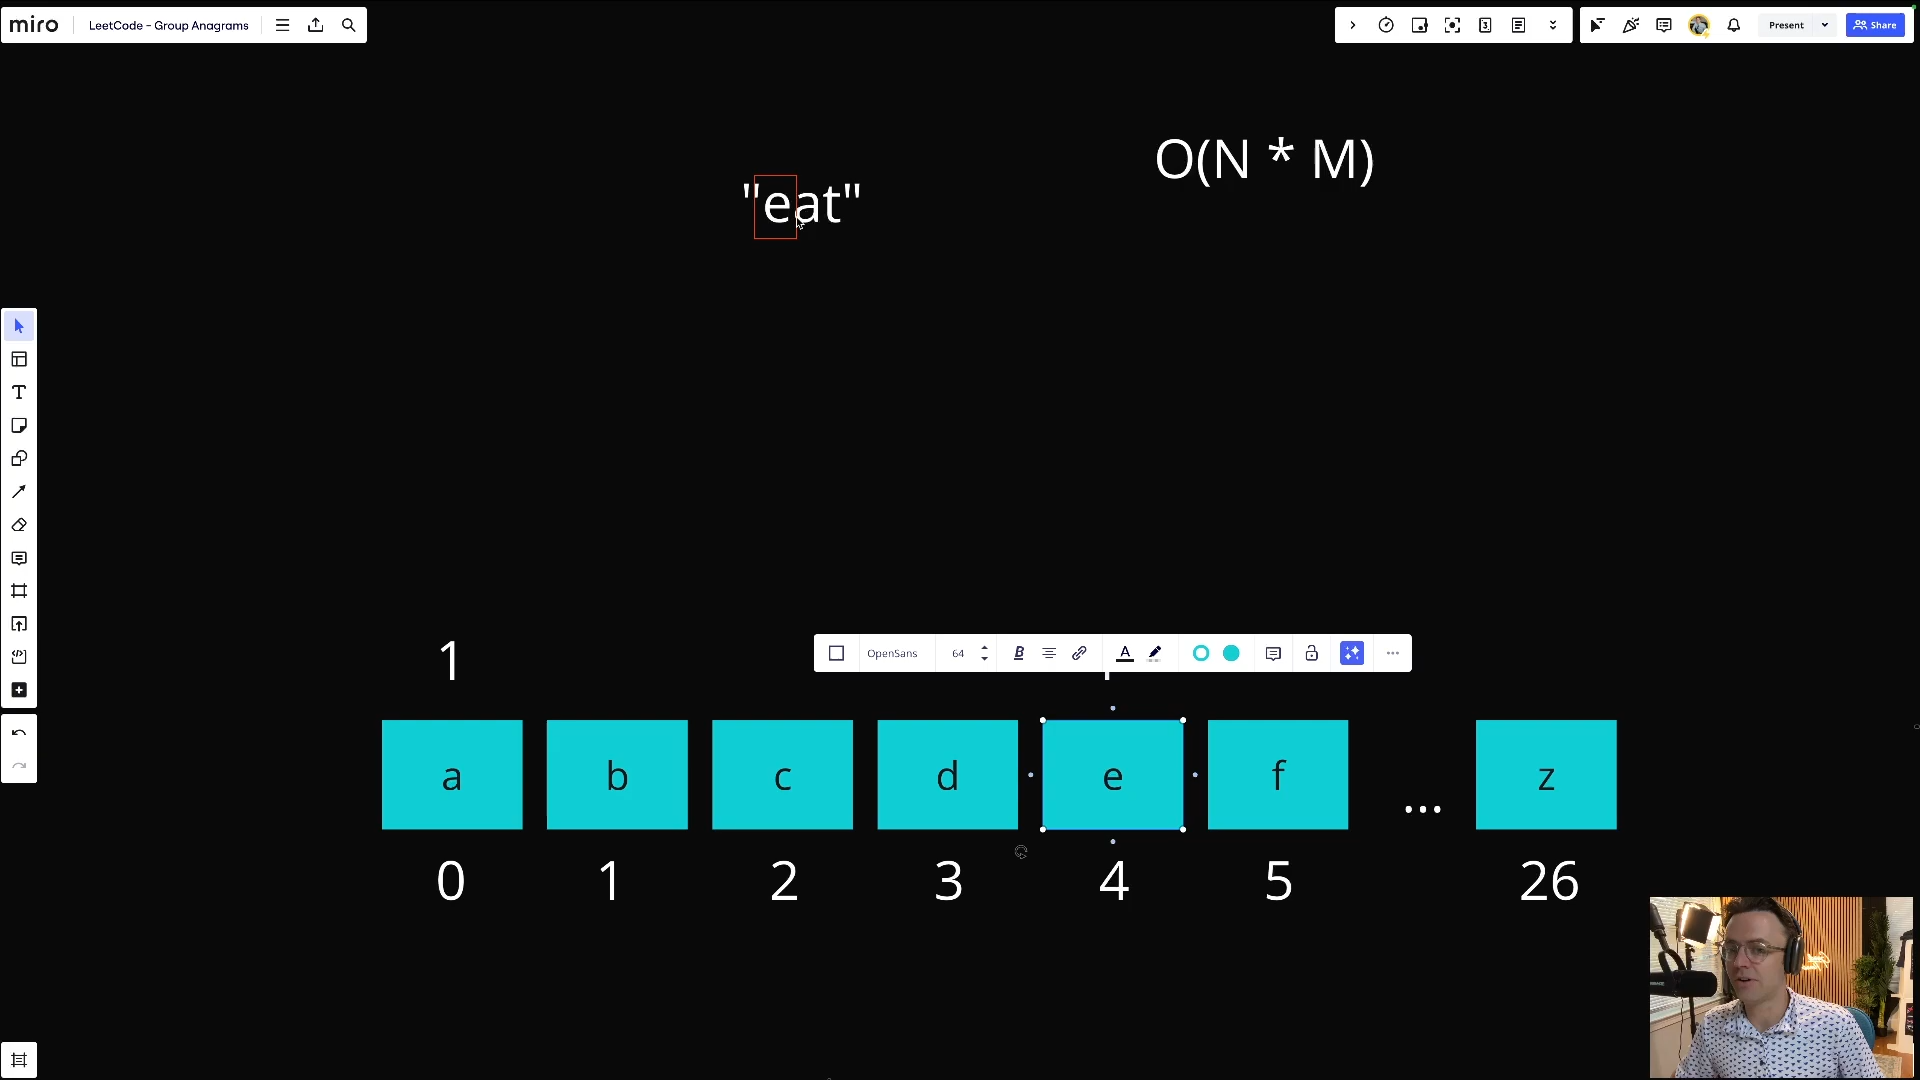 miro
LeetCode - Group Anagrams
Present
Share
O(N * M)
"eat"
1
OpenSans
64
B
A
a
b
c
d
e
f
...
z
0
1
2
3
4
5
26